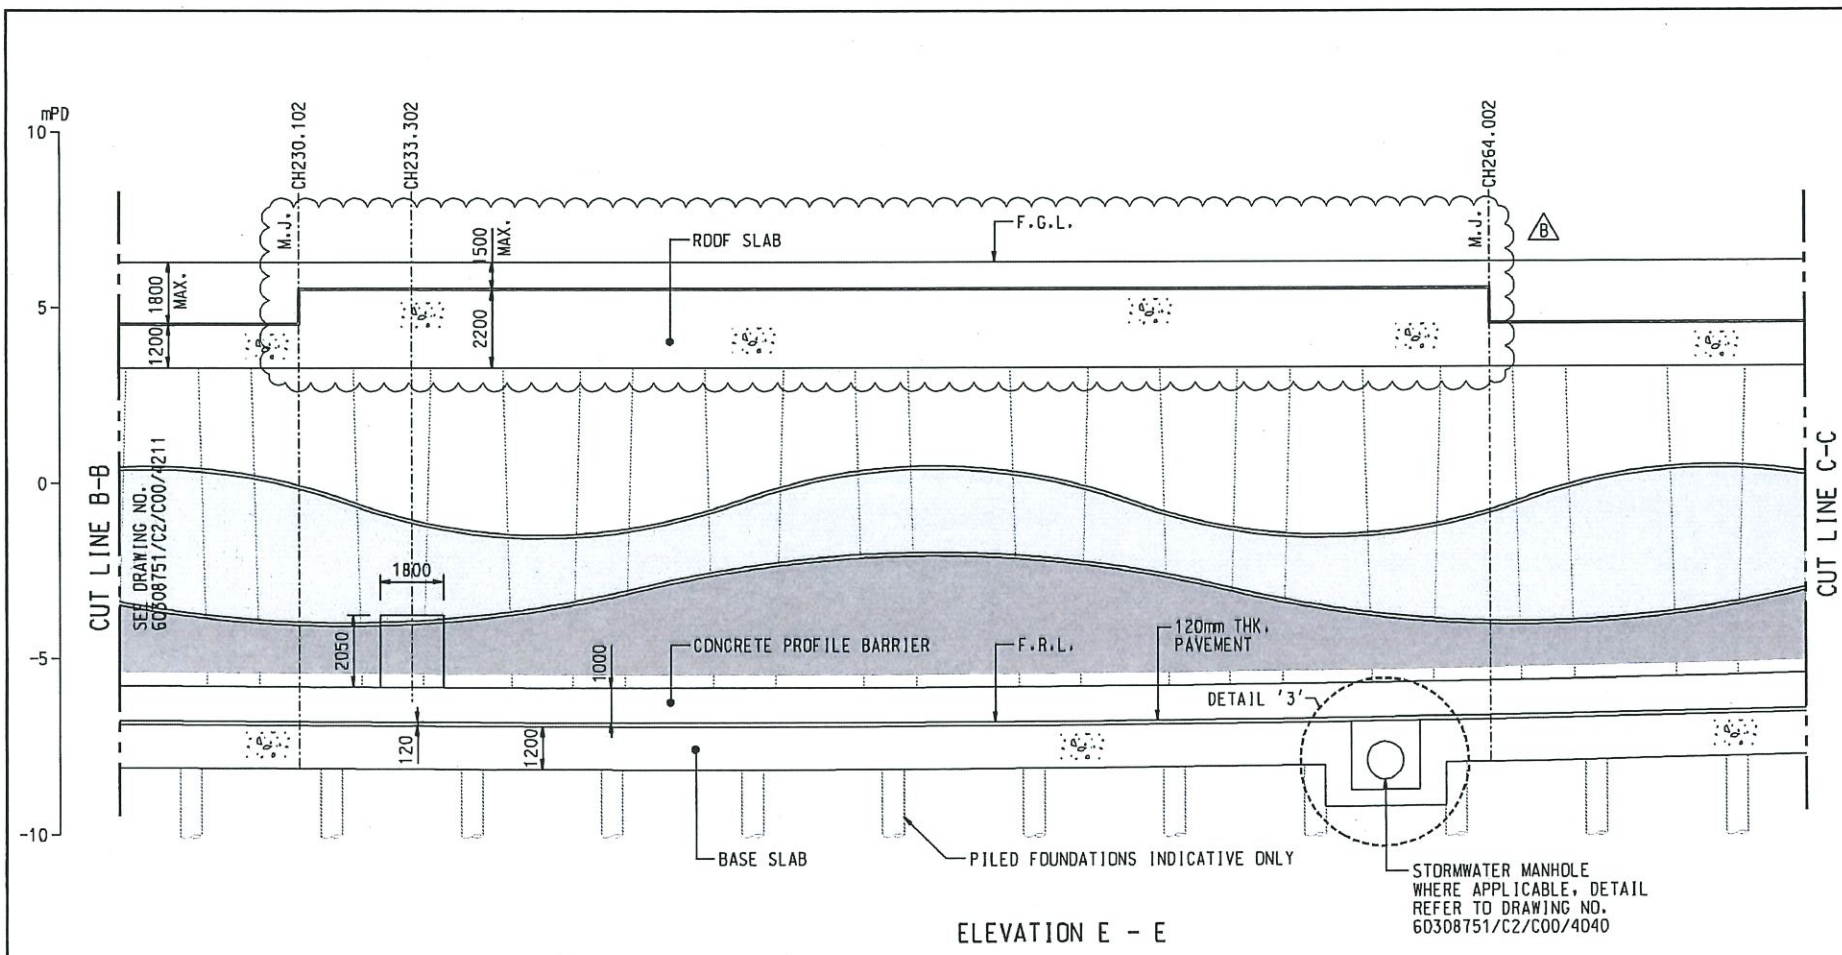 mPD
10
5
0
-5
-10
CH230.102
CH233.302
CH264.002
M.J.
M.J.
B
1500
MAX.
ROOF SLAB
F.G.L.
1800
MAX.
1200
2200
CUT LINE B-B
SEE DRAWING NO.
60308751/C2/C00/4211
CUT LINE C-C
1800
2050
CONCRETE PROFILE BARRIER
1000
F.R.L.
120mm THK.
PAVEMENT
DETAIL '3'
120
1200
BASE SLAB
PILED FOUNDATIONS INDICATIVE ONLY
STORMWATER MANHOLE
WHERE APPLICABLE, DETAIL
REFER TO DRAWING NO.
60308751/C2/C00/4040
ELEVATION E - E